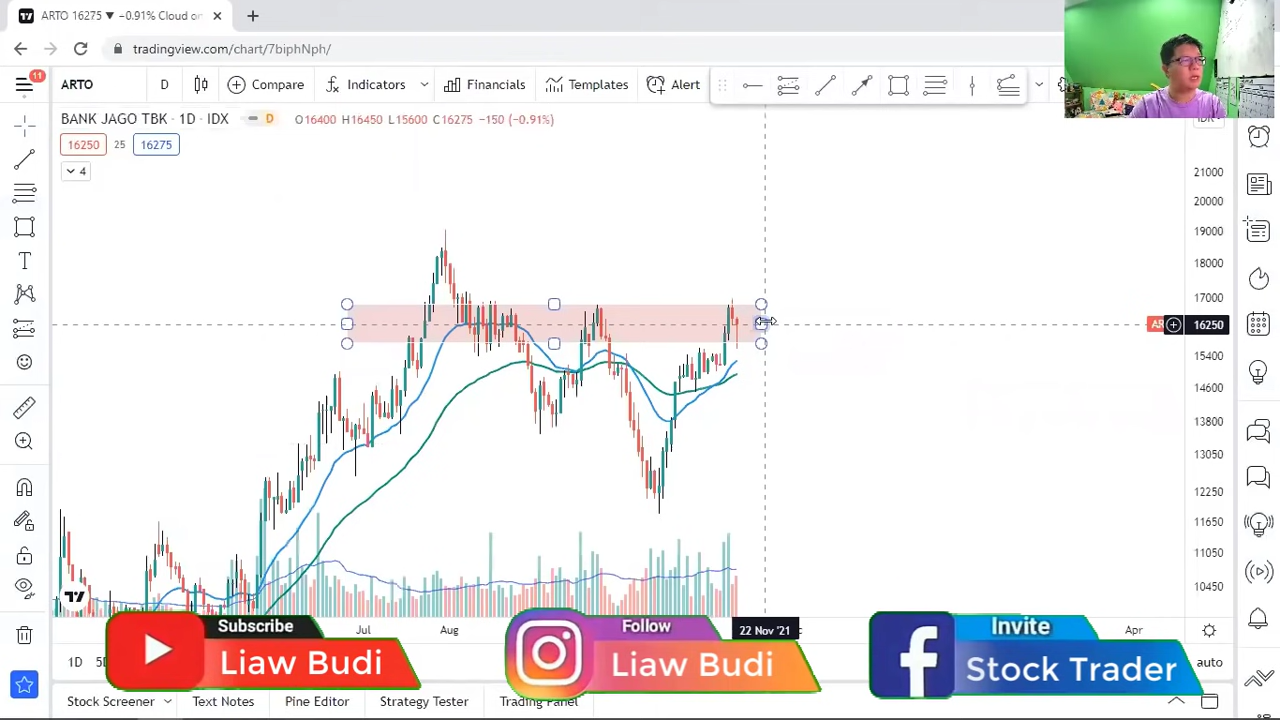 ARTO 16275 ▼ −0.91% Cloud on
tradingview.com/chart/7biphNph/
11
ARTO
D
Compare
Indicators
Financials
Templates
Alert
BANK JAGO TBK · 1D · IDX
D
O16400 H16450 L15600 C16275 −150 (−0.91%)
16250
25
16275
4
21000
20000
19000
18000
17000
16250
15400
14600
13800
13050
12250
11650
11050
10450
Jul
Aug
22 Nov '21
Apr
1D
auto
Subscribe
Liaw Budi
Follow
Liaw Budi
Invite
Stock Trader
Stock Screener
Text Notes
Pine Editor
Strategy Tester
Trading Panel